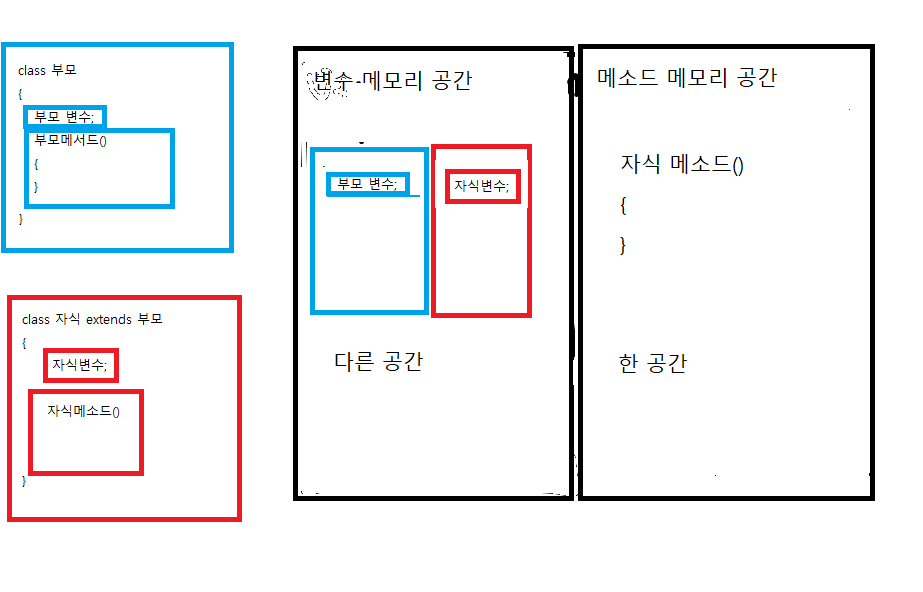 class 부모
{
부모 변수;
부모메서드()
{
}
}
class 자식 extends 부모
{
자식변수;
자식메소드()
}
변수 메모리 공간
부모 변수;
자식변수;
다른 공간
메소드 메모리 공간
자식 메소드()
{
}
한 공간